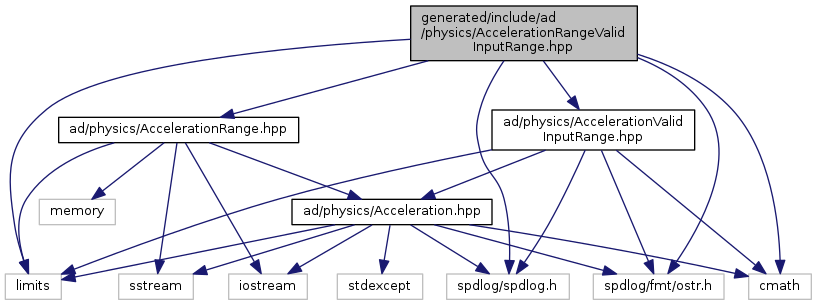 generated/include/ad
/physics/AccelerationRangeValid
InputRange.hpp
ad/physics/AccelerationRange.hpp
ad/physics/AccelerationValid
InputRange.hpp
memory
ad/physics/Acceleration.hpp
limits
sstream
iostream
stdexcept
spdlog/spdlog.h
spdlog/fmt/ostr.h
cmath